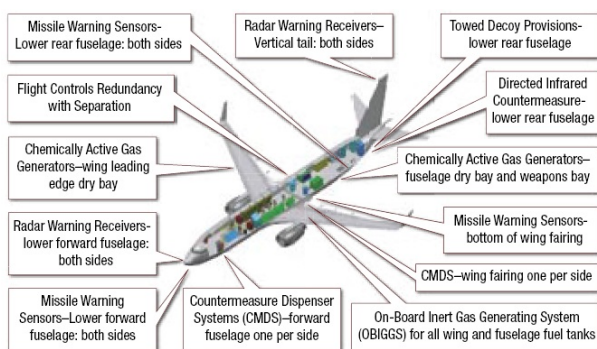 Missile Warning Sensors-
Lower rear fuselage: both sides
Radar Warning Receivers–
Vertical tail: both sides
Towed Decoy Provisions-
lower rear fuselage
Flight Controls Redundancy
with Separation
Directed Infrared
Countermeasure-
lower rear fuselage
Chemically Active Gas
Generators–wing leading
edge dry bay
Chemically Active Gas Generators–
fuselage dry bay and weapons bay
Radar Warning Receivers-
lower forward fuselage:
both sides
Missile Warning Sensors-
bottom of wing fairing
CMDS–wing fairing one per side
Missile Warning
Sensors–Lower forward
fuselage: both sides
Countermeasure Dispenser
Systems (CMDS)–forward
fuselage one per side
On-Board Inert Gas Generating System
(OBIGGS) for all wing and fuselage fuel tanks